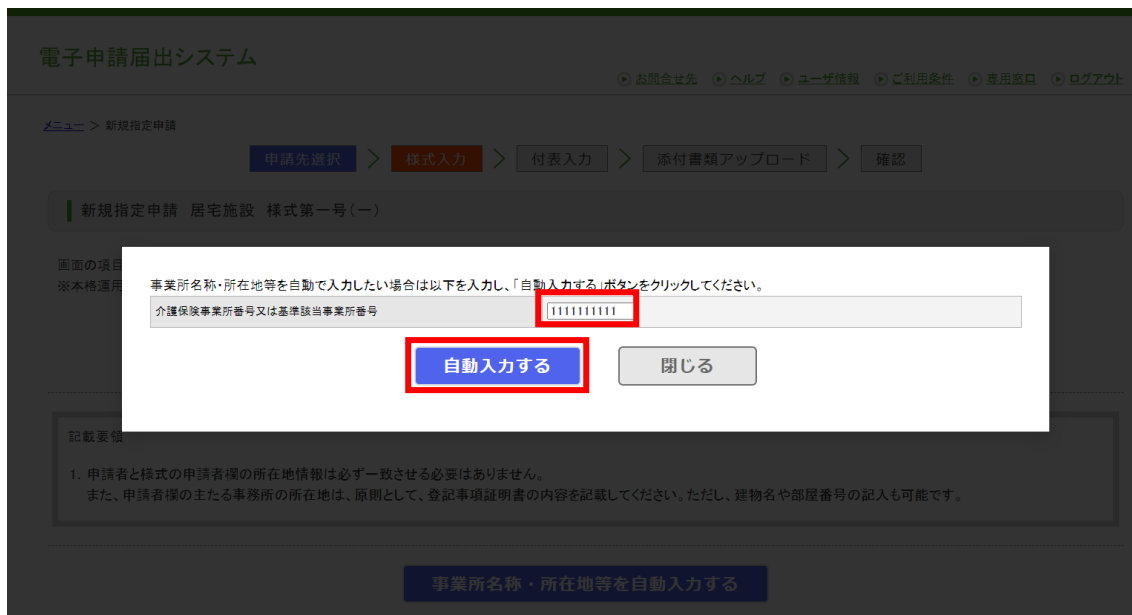 電子申請届出システム
お問合せ先 ヘルプ ユーザ情報 ご利用条件 専用窓口 ログアウト
メニュー > 新規指定申請
申請先選択 > 様式入力 > 付表入力 > 添付書類アップロード > 確認
新規指定申請 居宅施設 様式第一号(一)
画面の項目
※本格運用
事業所名称・所在地等を自動で入力したい場合は以下を入力し、「自動入力する」ボタンをクリックしてください。
介護保険事業所番号又は基準該当事業所番号 1111111111
自動入力する 閉じる
記載要領
1. 申請者と様式の申請者欄の所在地情報は必ず一致させる必要はありません。
また、申請者欄の主たる事務所の所在地は、原則として、登記事項証明書の内容を記載してください。ただし、建物名や部屋番号の記入も可能です。
事業所名称・所在地等を自動入力する